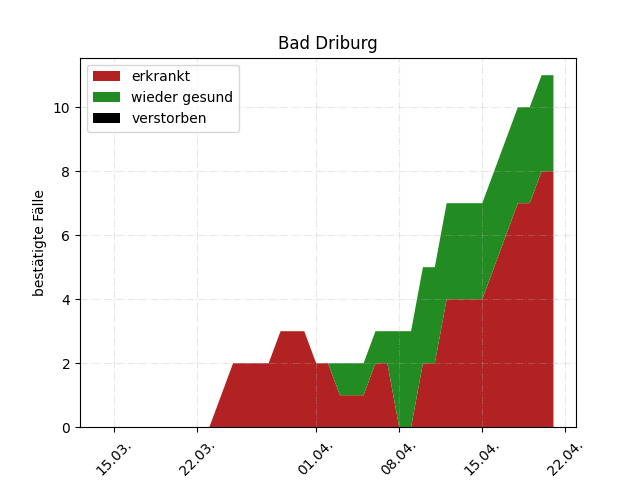 Bad Driburg
erkrankt
wieder gesund
verstorben
bestätigte Fälle
10
8
6
4
2
0
15.03.
22.03.
01.04.
08.04.
15.04.
22.04.